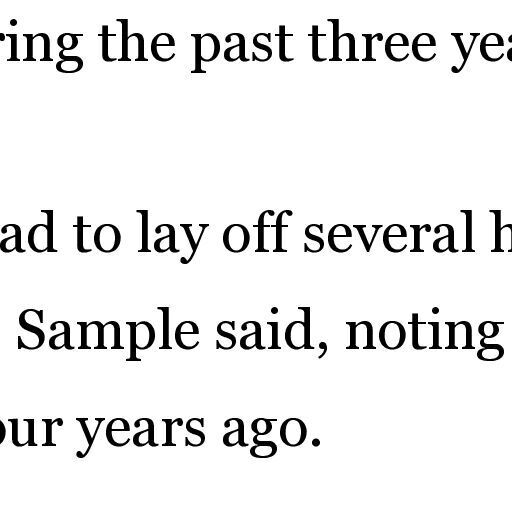 ring the past three yea
ad to lay off several h
Sample said, noting
our years ago.